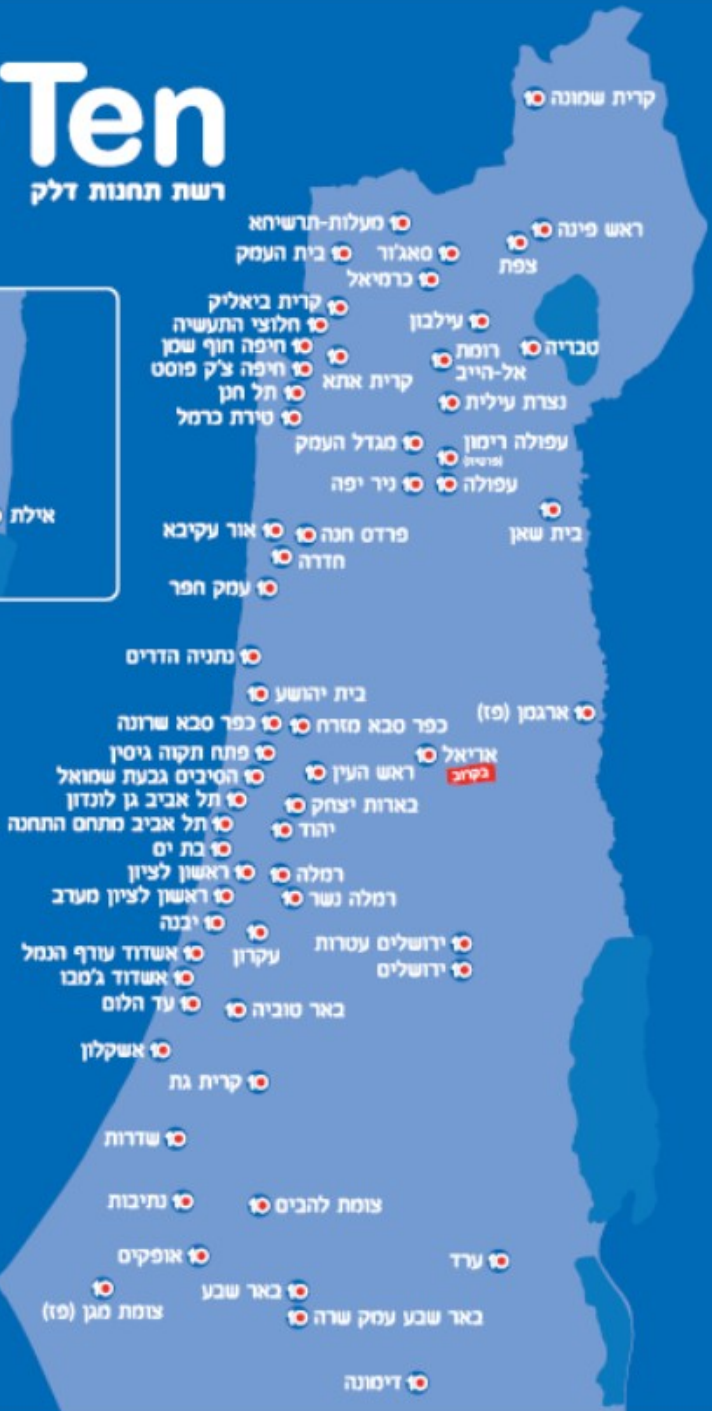 Ten
רשת תחנות דלק
קרית שמונה
מעלות-תרשיחא
ראש פינה
צפת
בית העמק
סאג'ור
כרמיאל
קרית ביאליק
עילבון
חלוצי התעשיה
חיפה חוף שמן
טבריה
רומת
אל-הייב
חיפה צ'ק פוסט
קרית אתא
תל חנן
נצרת עילית
טירת כרמל
מגדל העמק
עפולה רימון
(פרטית)
ניר יפה
עפולה
בית שאן
אילת
אור עקיבא
פרדס חנה
חדרה
עמק חפר
נתניה הדרים
בית יהושע
ארגמן (פז)
כפר סבא שרונה
כפר סבא מזרח
פתח תקוה גיסין
אריאל
בקרוב
הסיבים גבעת שמואל
ראש העין
תל אביב גן לונדון
בארות יצחק
תל אביב מתחם התחנה
יהוד
בת ים
ראשון לציון
רמלה
ראשון לציון מערב
רמלה נשר
יבנה
עקרון
ירושלים עטרות
אשדוד עורף הנמל
ירושלים
אשדוד ג'מבו
עד הלום
באר טוביה
אשקלון
קרית גת
שדרות
נתיבות
צומת להבים
אופקים
ערד
צומת מגן (פז)
באר שבע
באר שבע עמק שרה
דימונה